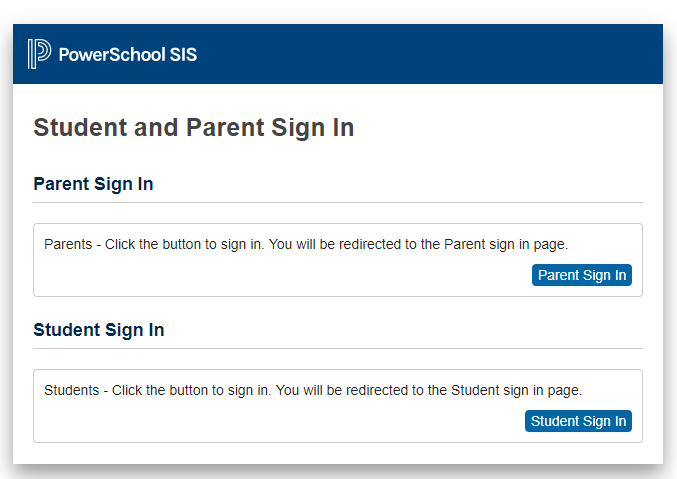 PowerSchool SIS
Student and Parent Sign In
Parent Sign In
Parents - Click the button to sign in. You will be redirected to the Parent sign in page.
Parent Sign In
Student Sign In
Students - Click the button to sign in. You will be redirected to the Student sign in page.
Student Sign In